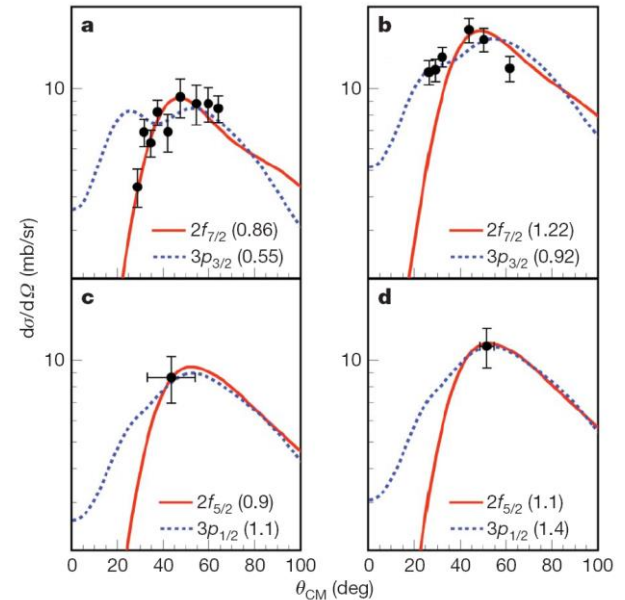 a
b
10
10
2f7/2 (0.86)
3p3/2 (0.55)
2f7/2 (1.22)
3p3/2 (0.92)
dσ/dΩ (mb/sr)
c
d
10
10
2f5/2 (0.9)
3p1/2 (1.1)
2f5/2 (1.1)
3p1/2 (1.4)
0 20 40 60 80 100
0 20 40 60 80 100
θCM (deg)